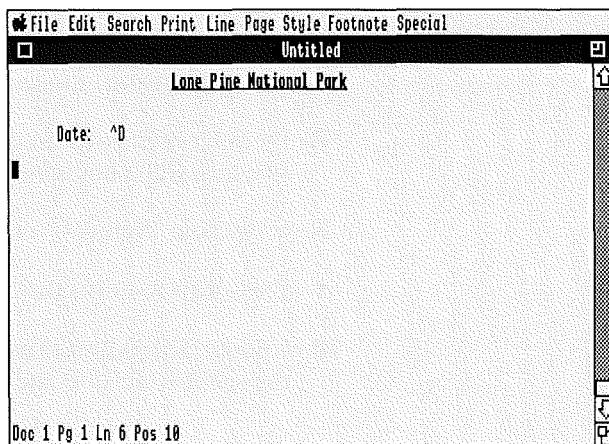 File Edit Search Print Line Page Style Footnote Special
Untitled
Lone Pine National Park
Date: ^D
Doc 1 Pg 1 Ln 6 Pos 10